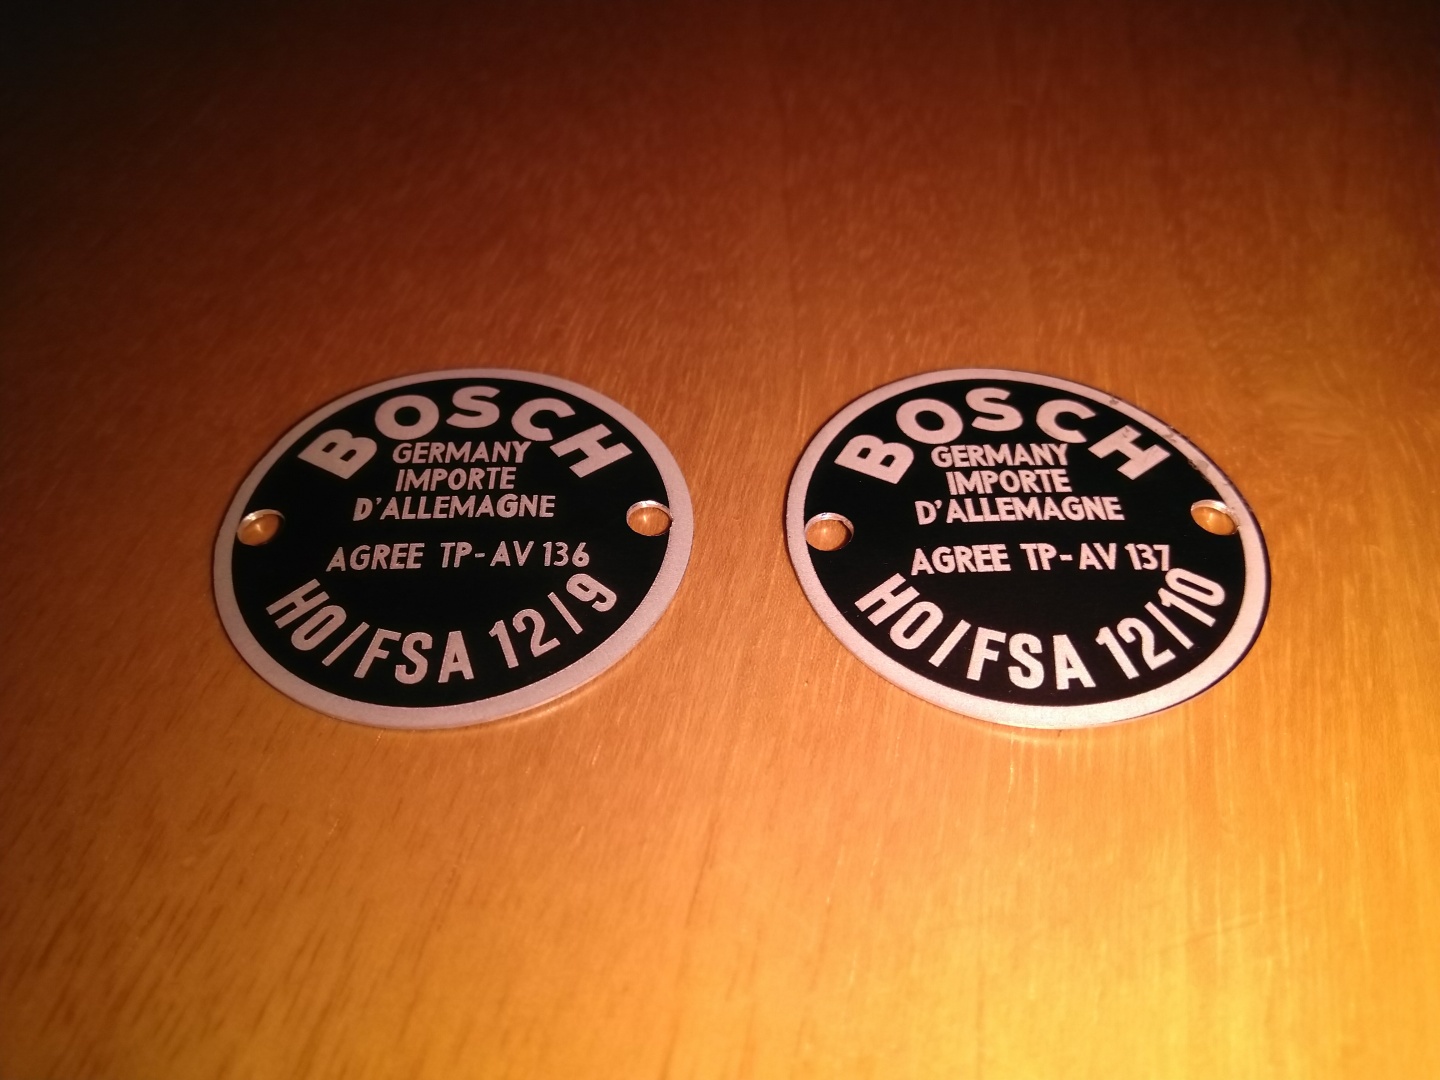 BOSCH
GERMANY
IMPORTE
D'ALLEMAGNE
AGREE TP-AV 136
HO/FSA 12/9
BOSCH
GERMANY
IMPORTE
D'ALLEMAGNE
AGREE TP-AV 137
HO/FSA 12/10